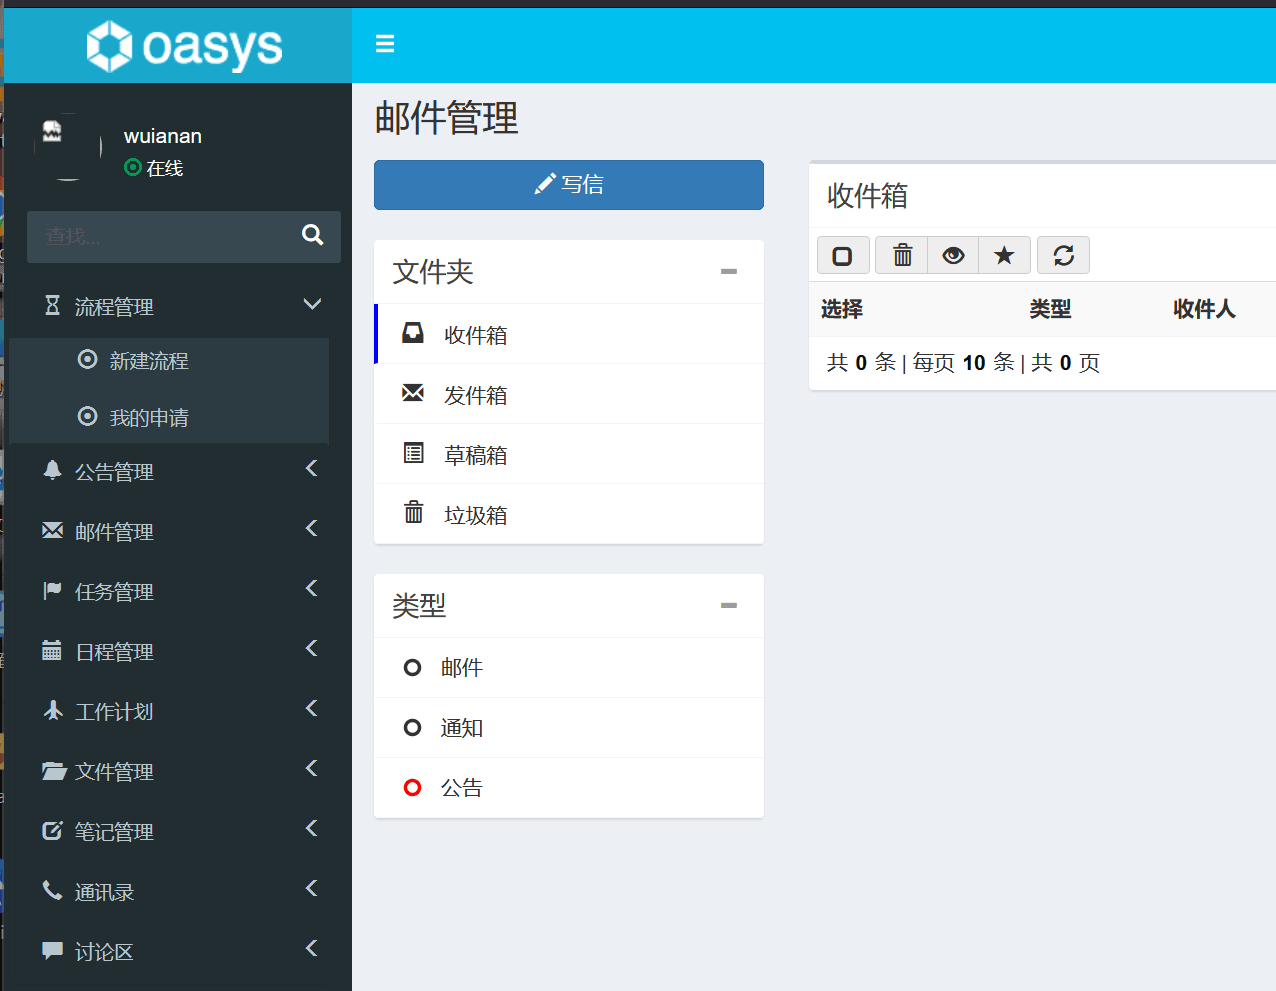 oasys
wuianan
在线
查找...
流程管理
新建流程
我的申请
公告管理
邮件管理
任务管理
日程管理
工作计划
文件管理
笔记管理
通讯录
讨论区
邮件管理
写信
文件夹
收件箱
发件箱
草稿箱
垃圾箱
类型
邮件
通知
公告
收件箱
选择 类型 收件人
共 0 条 | 每页 10 条 | 共 0 页